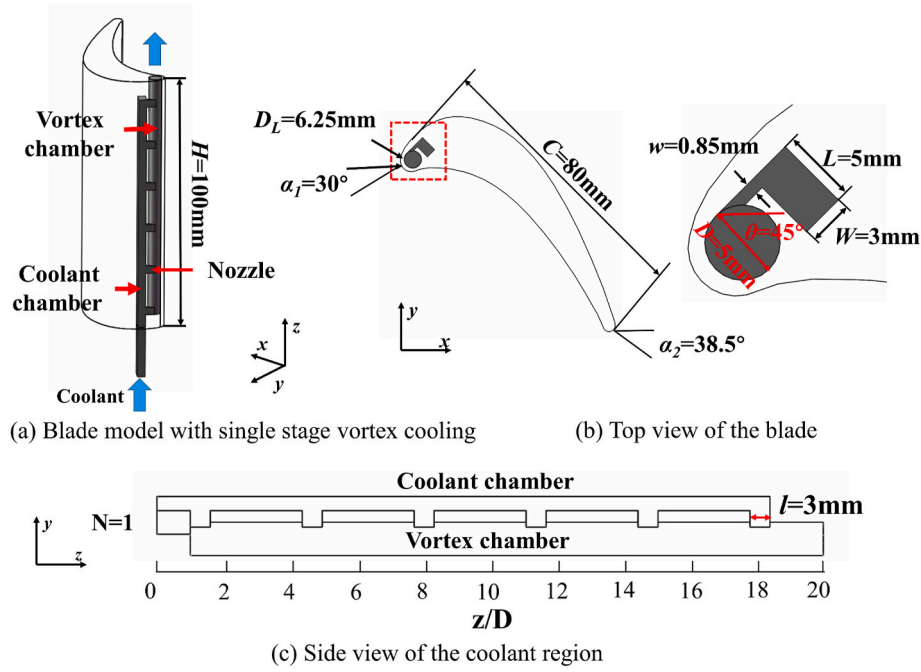 Vortex
chamber
H=100mm
Coolant
chamber
Nozzle
z
x
y
Coolant
(a) Blade model with single stage vortex cooling
D_L=6.25mm
α_1=30°
C=80mm
y
x
α_2=38.5°
w=0.85mm
L=5mm
θ=45°
D=5mm
W=3mm
(b) Top view of the blade
Coolant chamber
y
z
N=1
l=3mm
Vortex chamber
0 2 4 6 8 10 12 14 16 18 20
z/D
(c) Side view of the coolant region